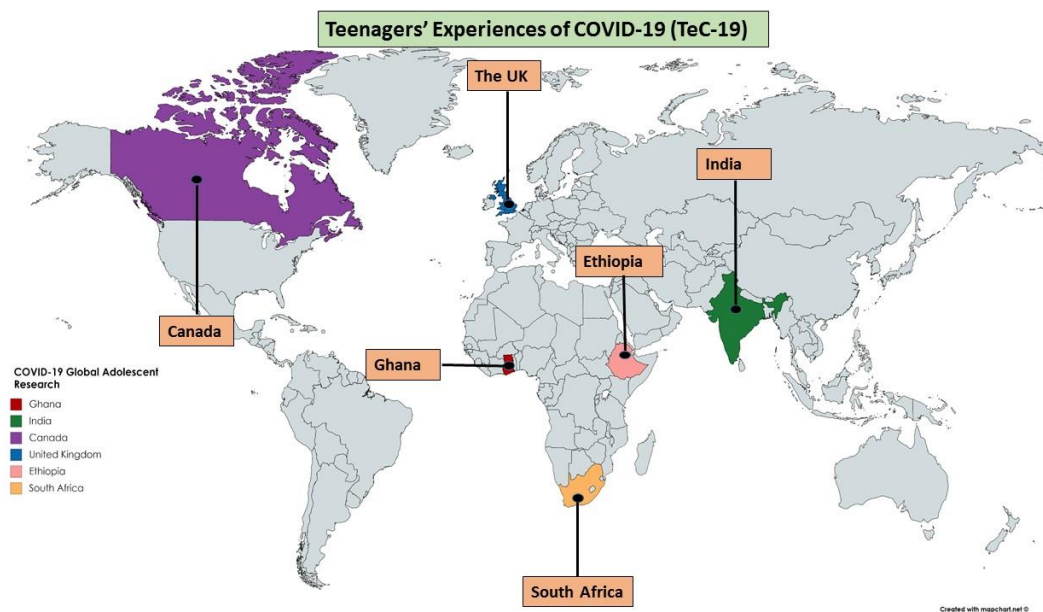 Teenagers' Experiences of COVID-19 (TeC-19)
The UK
India
Ethiopia
Canada
Ghana
COVID-19 Global Adolescent
Research
Ghana
India
Canada
United Kingdom
Ethiopia
South Africa
South Africa
Created with mapchart.net ©